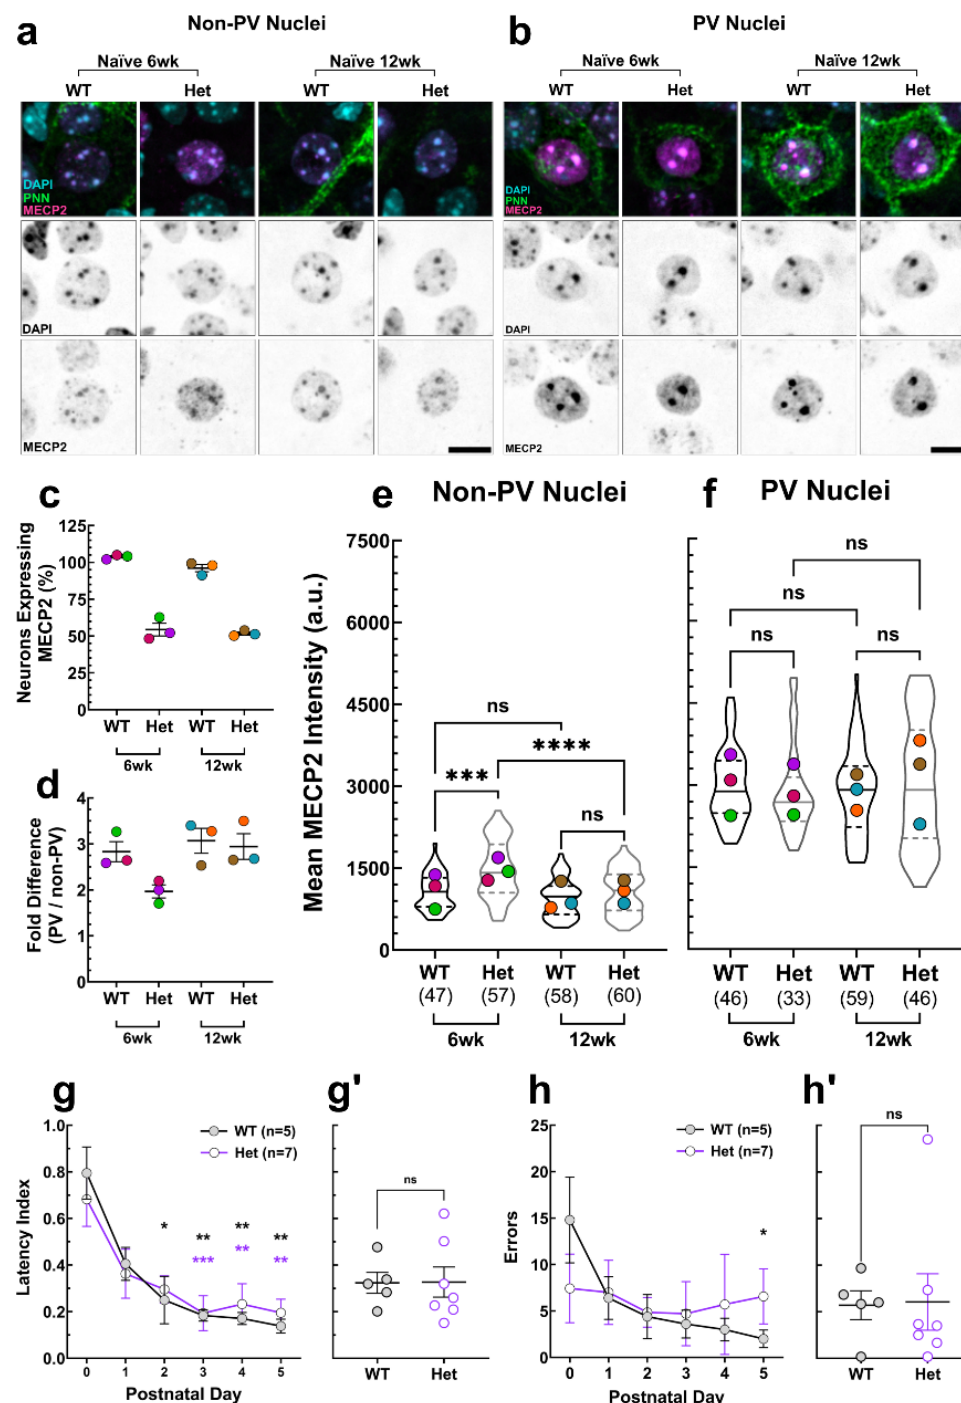 a Non-PV Nuclei
Naïve 6wk Naïve 12wk
WT Het WT Het
DAPI
PNN
MECP2
DAPI
MECP2
b PV Nuclei
Naïve 6wk Naïve 12wk
WT Het WT Het
DAPI
PNN
MECP2
DAPI
MECP2
c
Neurons Expressing
MECP2 (%)
125
100
75
50
25
0
WT Het WT Het
6wk 12wk
d
Fold Difference
(PV / non-PV)
4
3
2
1
0
WT Het WT Het
6wk 12wk
e Non-PV Nuclei
Mean MECP2 Intensity (a.u.)
7500
6000
4500
3000
1500
0
ns
****
***
ns
WT Het WT Het
(47) (57) (58) (60)
6wk 12wk
f PV Nuclei
ns
ns
ns ns
WT Het WT Het
(46) (33) (59) (46)
6wk 12wk
g
Latency Index
1.0
0.8
0.6
0.4
0.2
0.0
WT (n=5)
Het (n=7)
* ** ** **
*** ** **
0 1 2 3 4 5
Postnatal Day
g'
ns
WT Het
h
Errors
25
20
15
10
5
0
WT (n=5)
Het (n=7)
*
0 1 2 3 4 5
Postnatal Day
h'
ns
WT Het